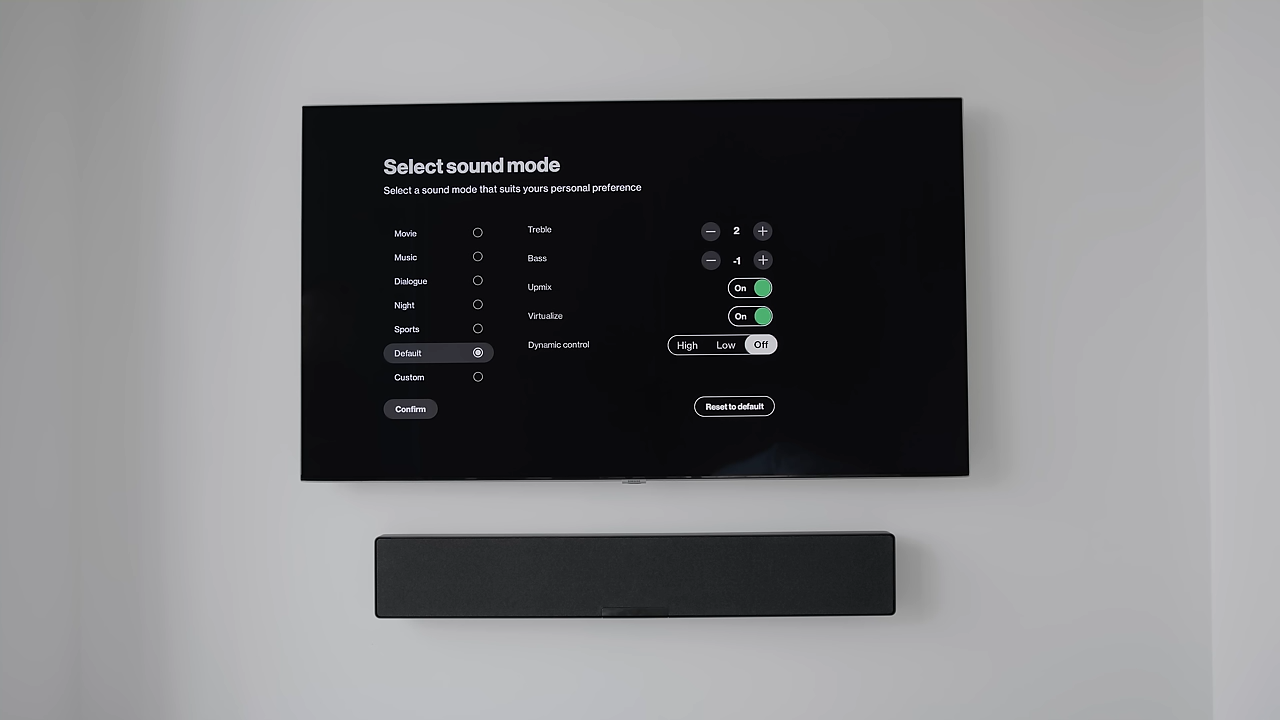 Select sound mode
Select a sound mode that suits yours personal preference
Movie
Music
Dialogue
Night
Sports
Default
Custom
Confirm
Treble 2
Bass -1
Upmix On
Virtualize On
Dynamic control High Low Off
Reset to default